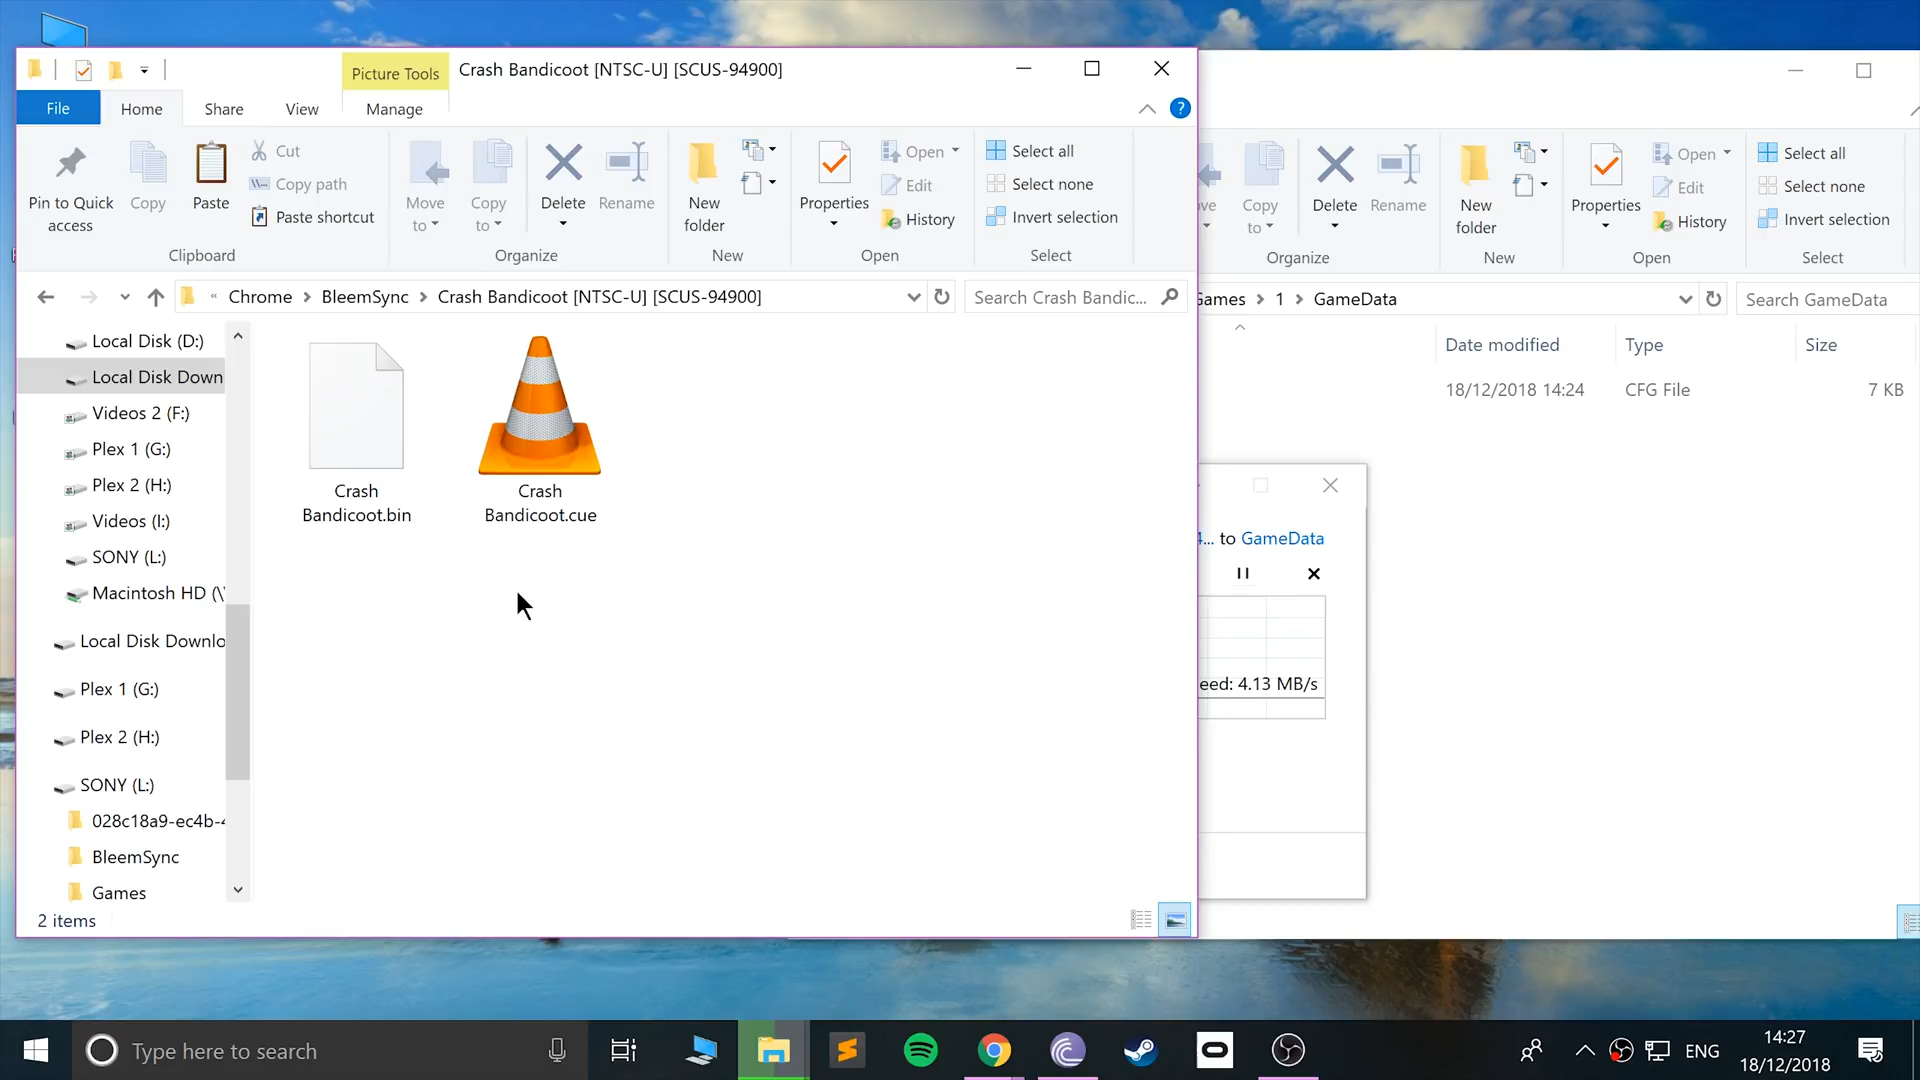 Picture Tools
Crash Bandicoot [NTSC-U] [SCUS-94900]
File
Home
Share
View
Manage
Pin to Quick access
Copy
Paste
Cut
Copy path
Paste shortcut
Move to
Copy to
Delete
Rename
New folder
Properties
Open
Edit
History
Select all
Select none
Invert selection
Clipboard
Organize
New
Open
Select
Copy to
Delete
Rename
New folder
Properties
Open
Edit
History
Select all
Select none
Invert selection
Organize
New
Open
Select
« Chrome > BleemSync > Crash Bandicoot [NTSC-U] [SCUS-94900]
Search Crash Bandic...
Games > 1 > GameData
Search GameData
Local Disk (D:)
Local Disk Down
Videos 2 (F:)
Plex 1 (G:)
Plex 2 (H:)
Videos (I:)
SONY (L:)
Macintosh HD (\\
Local Disk Downlo
Plex 1 (G:)
Plex 2 (H:)
SONY (L:)
028c18a9-ec4b-4
BleemSync
Games
Crash
Bandicoot.bin
Crash
Bandicoot.cue
Date modified
Type
Size
18/12/2018 14:24
CFG File
7 KB
4... to GameData
eed: 4.13 MB/s
2 items
Type here to search
ENG
14:27
18/12/2018